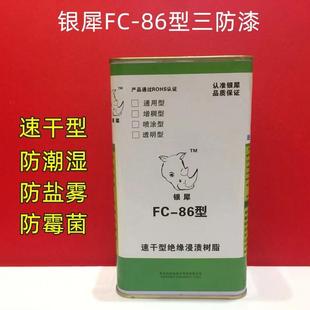 银犀FC-86型三防漆
速干型
防潮湿
防盐雾
防霉菌
产品通过ROHS认证
认准银犀
品质保证
通用型
增稠型
喷涂型
透明型
TM
银犀
FC-86型
速干型绝缘浸渍树脂